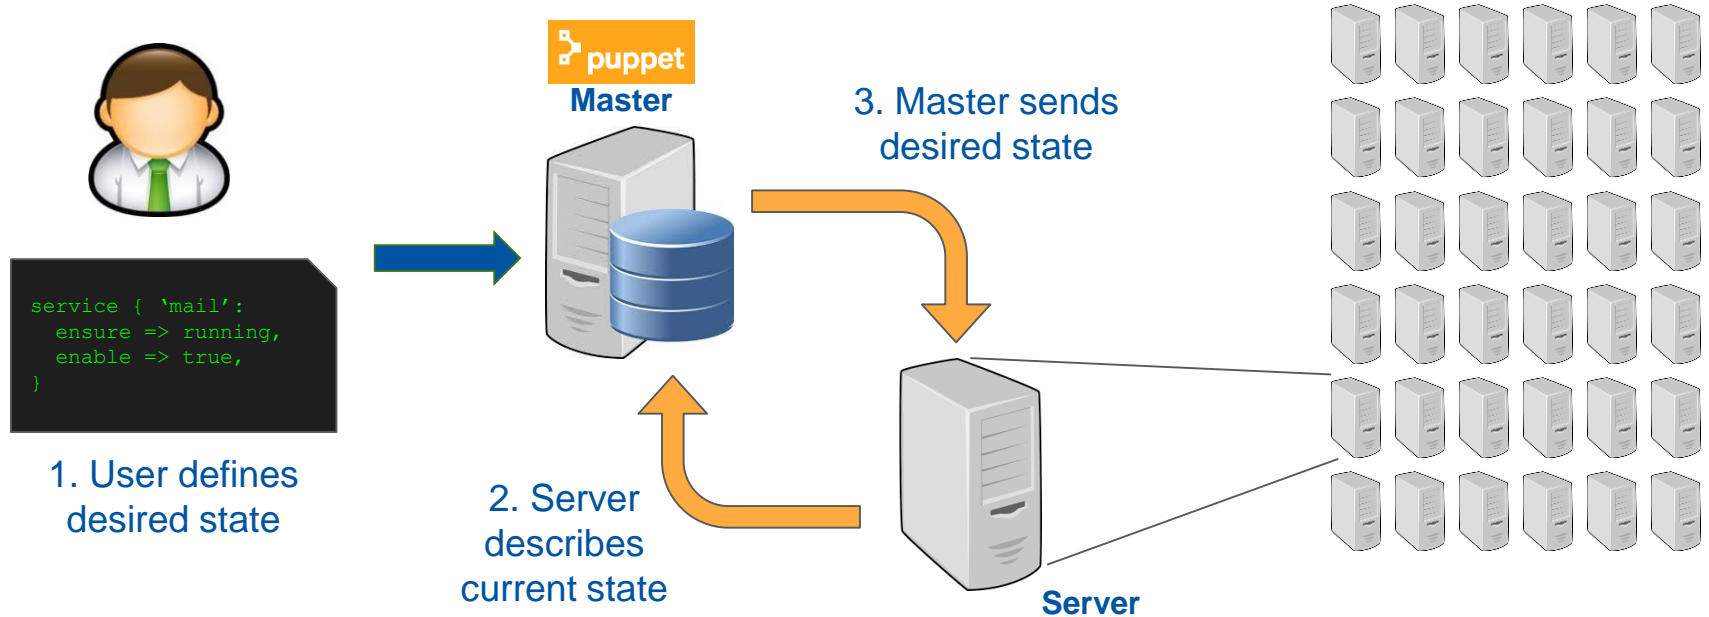 puppet
Master
3. Master sends
desired state
service { ‘mail’:
  ensure => running,
  enable => true,
}
1. User defines
desired state
2. Server
describes
current state
Server